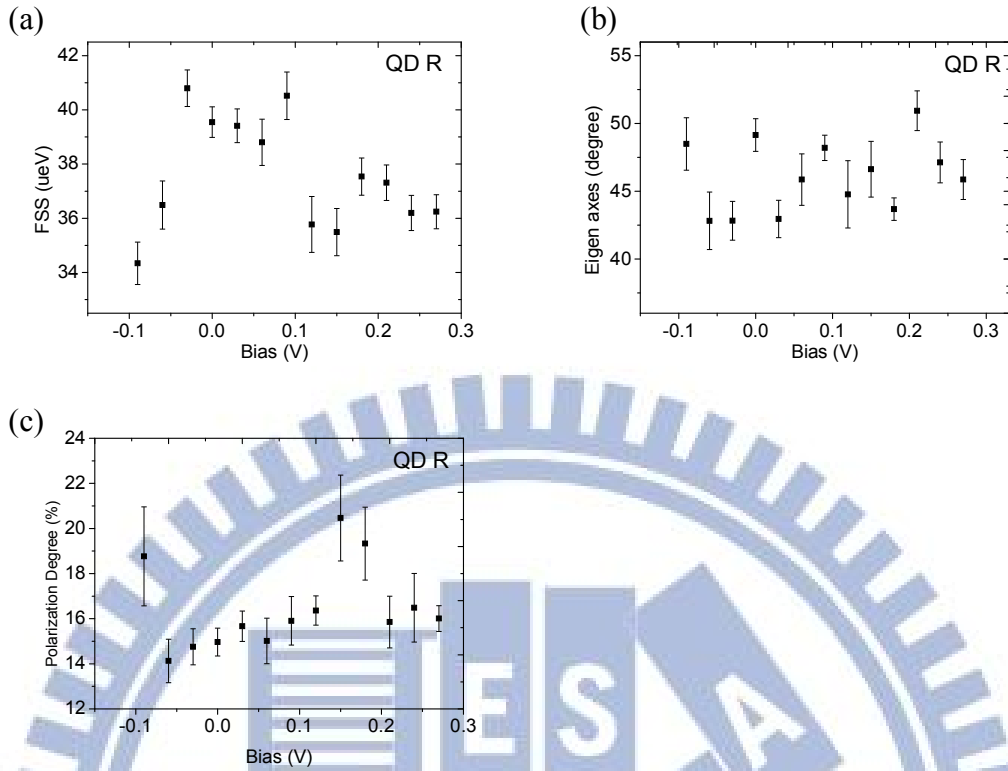 (a)
QD R
42
40
38
36
34
FSS (ueV)
-0.1 0.0 0.1 0.2 0.3
Bias (V)
(b)
QD R
55
50
45
40
Eigen axes (degree)
-0.1 0.0 0.1 0.2 0.3
Bias (V)
(c)
QD R
24
22
20
18
16
14
12
Polarization Degree (%)
-0.1 0.0 0.1 0.2 0.3
Bias (V)
E S A